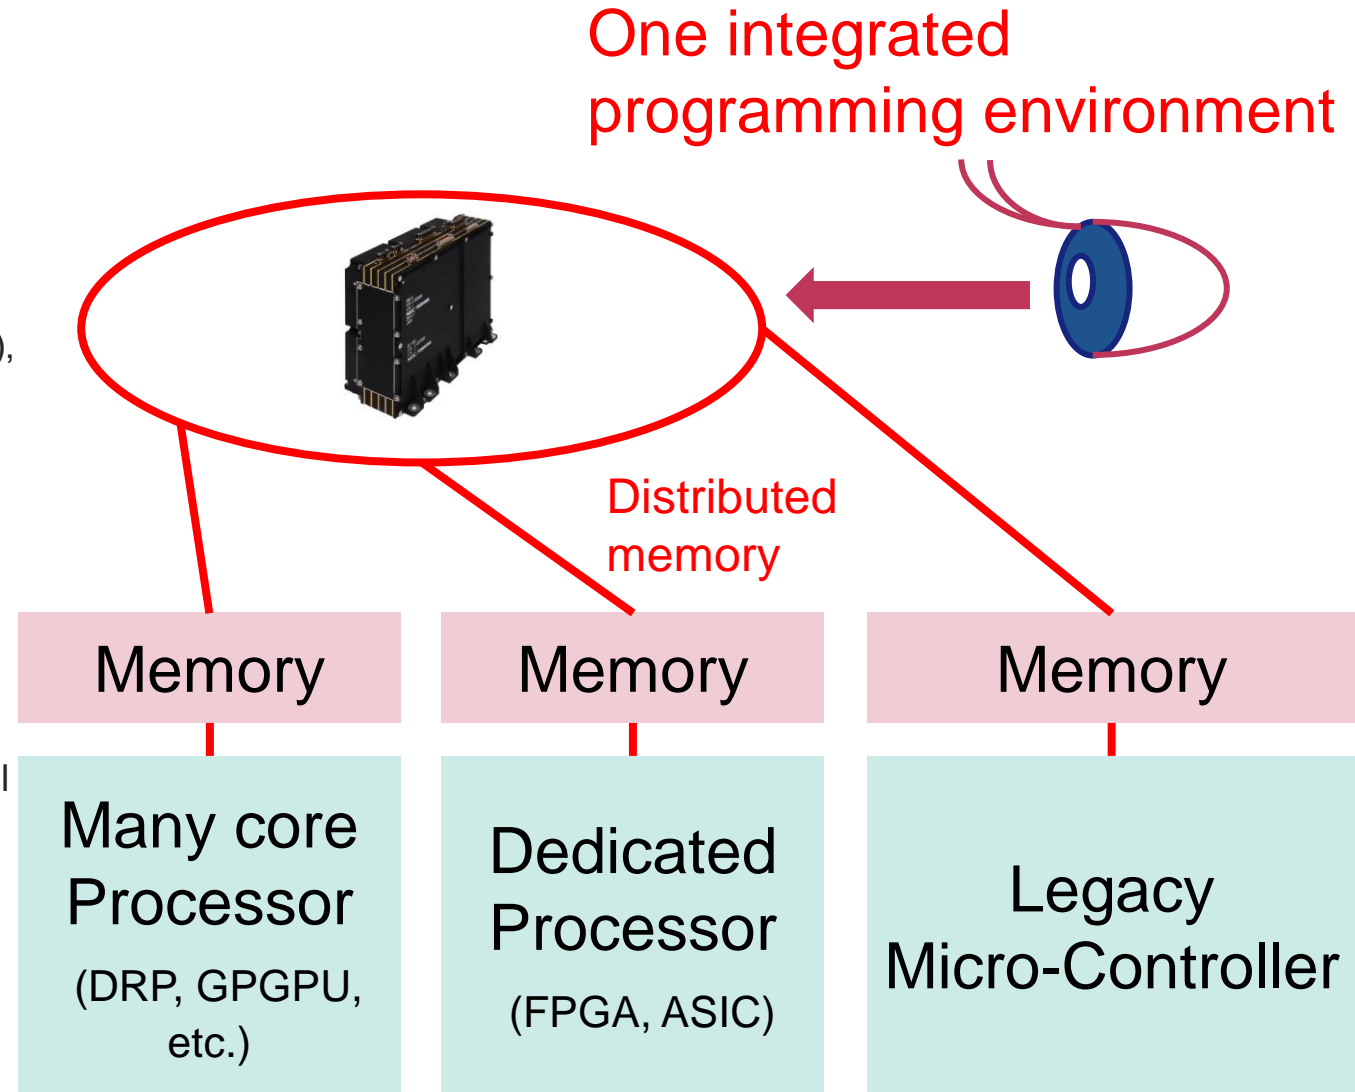 One integrated
programming environment
),
Distributed
memory
Memory
Memory
Memory
l
Many core
Processor
(DRP, GPGPU,
etc.)
Dedicated
Processor
(FPGA, ASIC)
Legacy
Micro-Controller